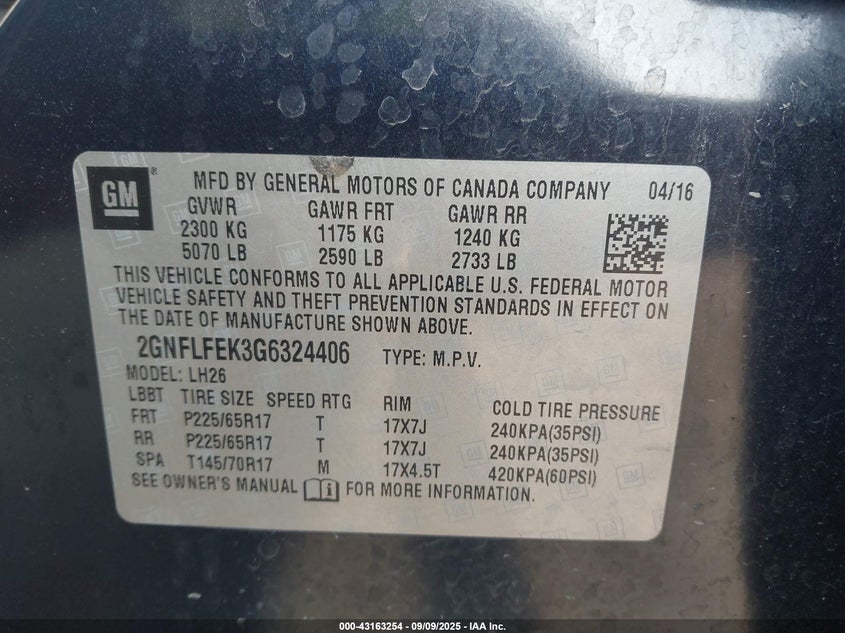 GM ®
MFD BY GENERAL MOTORS OF CANADA COMPANY 04/16
GVWR GAWR FRT GAWR RR
2300 KG 1175 KG 1240 KG
5070 LB 2590 LB 2733 LB
THIS VEHICLE CONFORMS TO ALL APPLICABLE U.S. FEDERAL MOTOR
VEHICLE SAFETY AND THEFT PREVENTION STANDARDS IN EFFECT ON
THE DATE OF MANUFACTURE SHOWN ABOVE.
2GNFLFEK3G6324406 TYPE: M.P.V.
MODEL: LH26
LBBT TIRE SIZE SPEED RTG RIM COLD TIRE PRESSURE
FRT P225/65R17 T 17X7J 240KPA(35PSI)
RR P225/65R17 T 17X7J 240KPA(35PSI)
SPA T145/70R17 M 17X4.5T 420KPA(60PSI)
SEE OWNER'S MANUAL i FOR MORE INFORMATION.
000-43163254 - 09/09/2025 - IAA Inc.